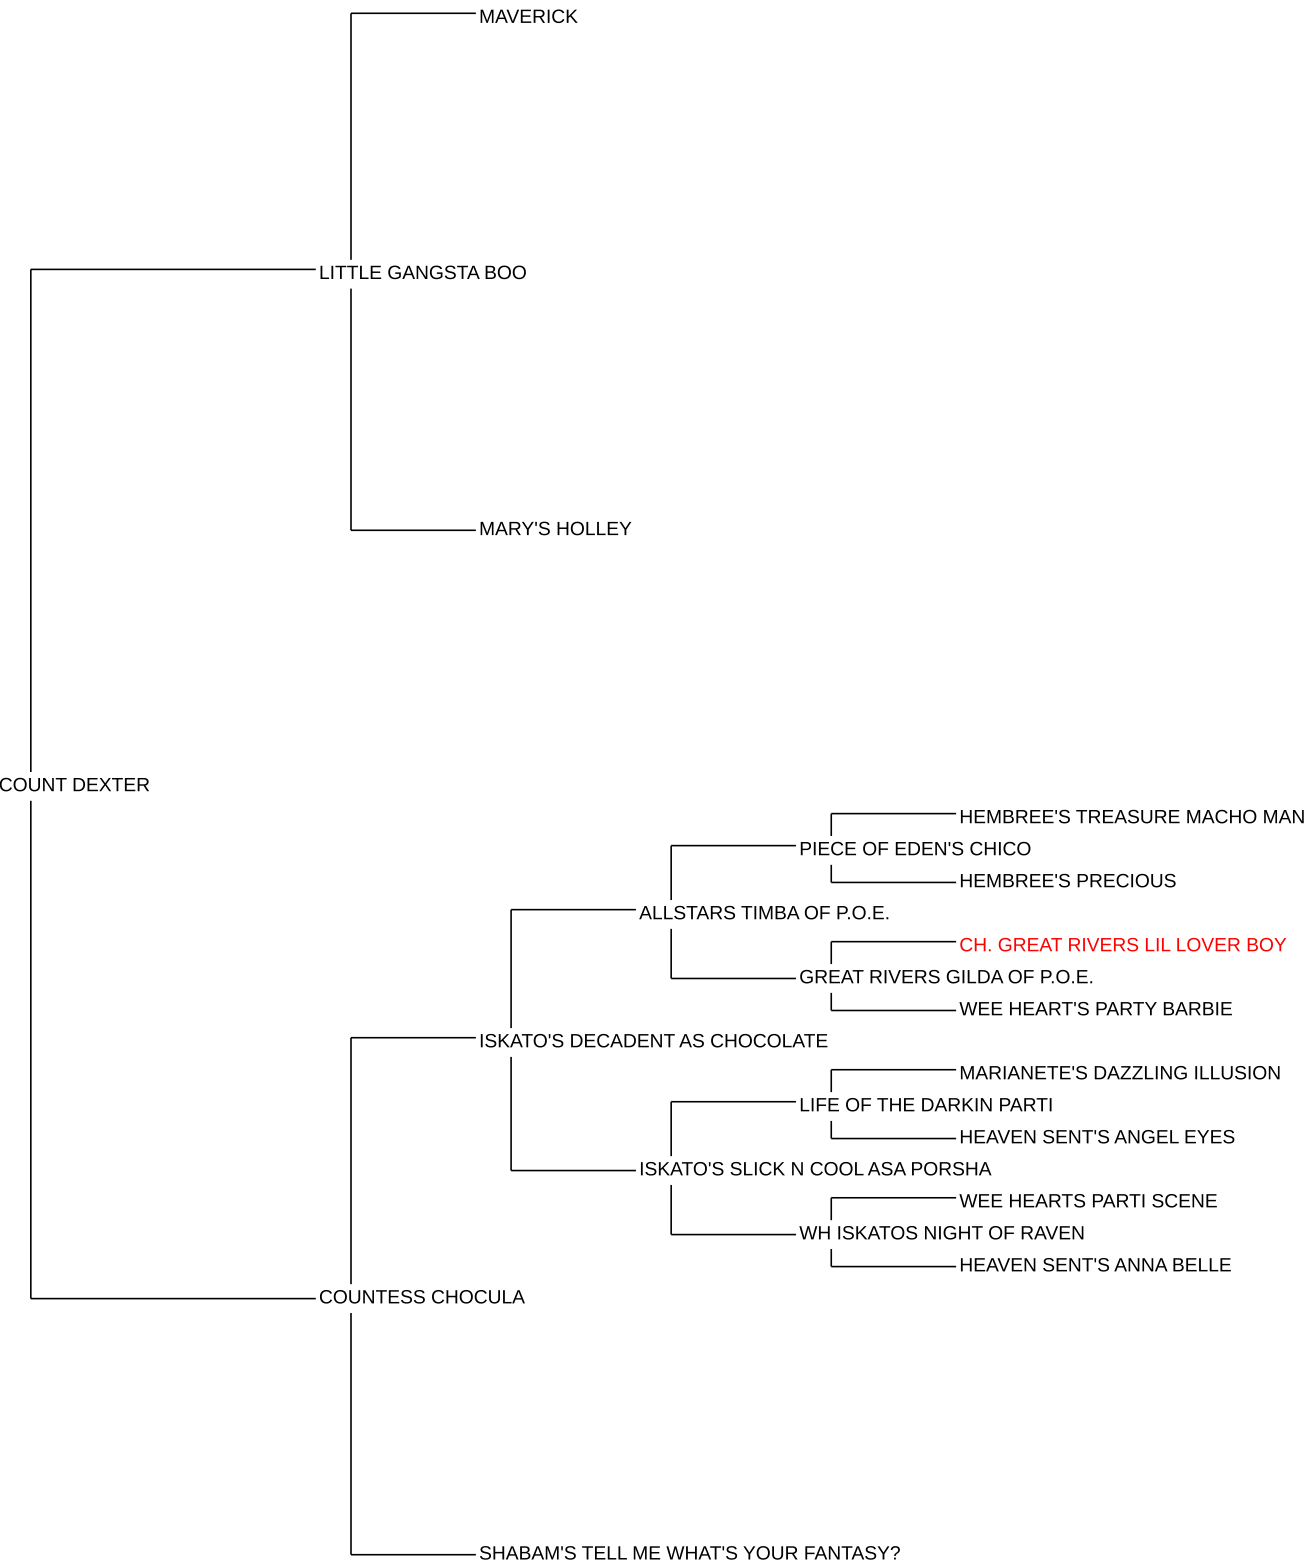 MAVERICK
LITTLE GANGSTA BOO
MARY'S HOLLEY
COUNT DEXTER
HEMBREE'S TREASURE MACHO MAN
PIECE OF EDEN'S CHICO
HEMBREE'S PRECIOUS
ALLSTARS TIMBA OF P.O.E.
CH. GREAT RIVERS LIL LOVER BOY
GREAT RIVERS GILDA OF P.O.E.
WEE HEART'S PARTY BARBIE
ISKATO'S DECADENT AS CHOCOLATE
MARIANETE'S DAZZLING ILLUSION
LIFE OF THE DARKIN PARTI
HEAVEN SENT'S ANGEL EYES
ISKATO'S SLICK N COOL ASA PORSHA
WEE HEARTS PARTI SCENE
WH ISKATOS NIGHT OF RAVEN
HEAVEN SENT'S ANNA BELLE
COUNTESS CHOCULA
SHABAM'S TELL ME WHAT'S YOUR FANTASY?